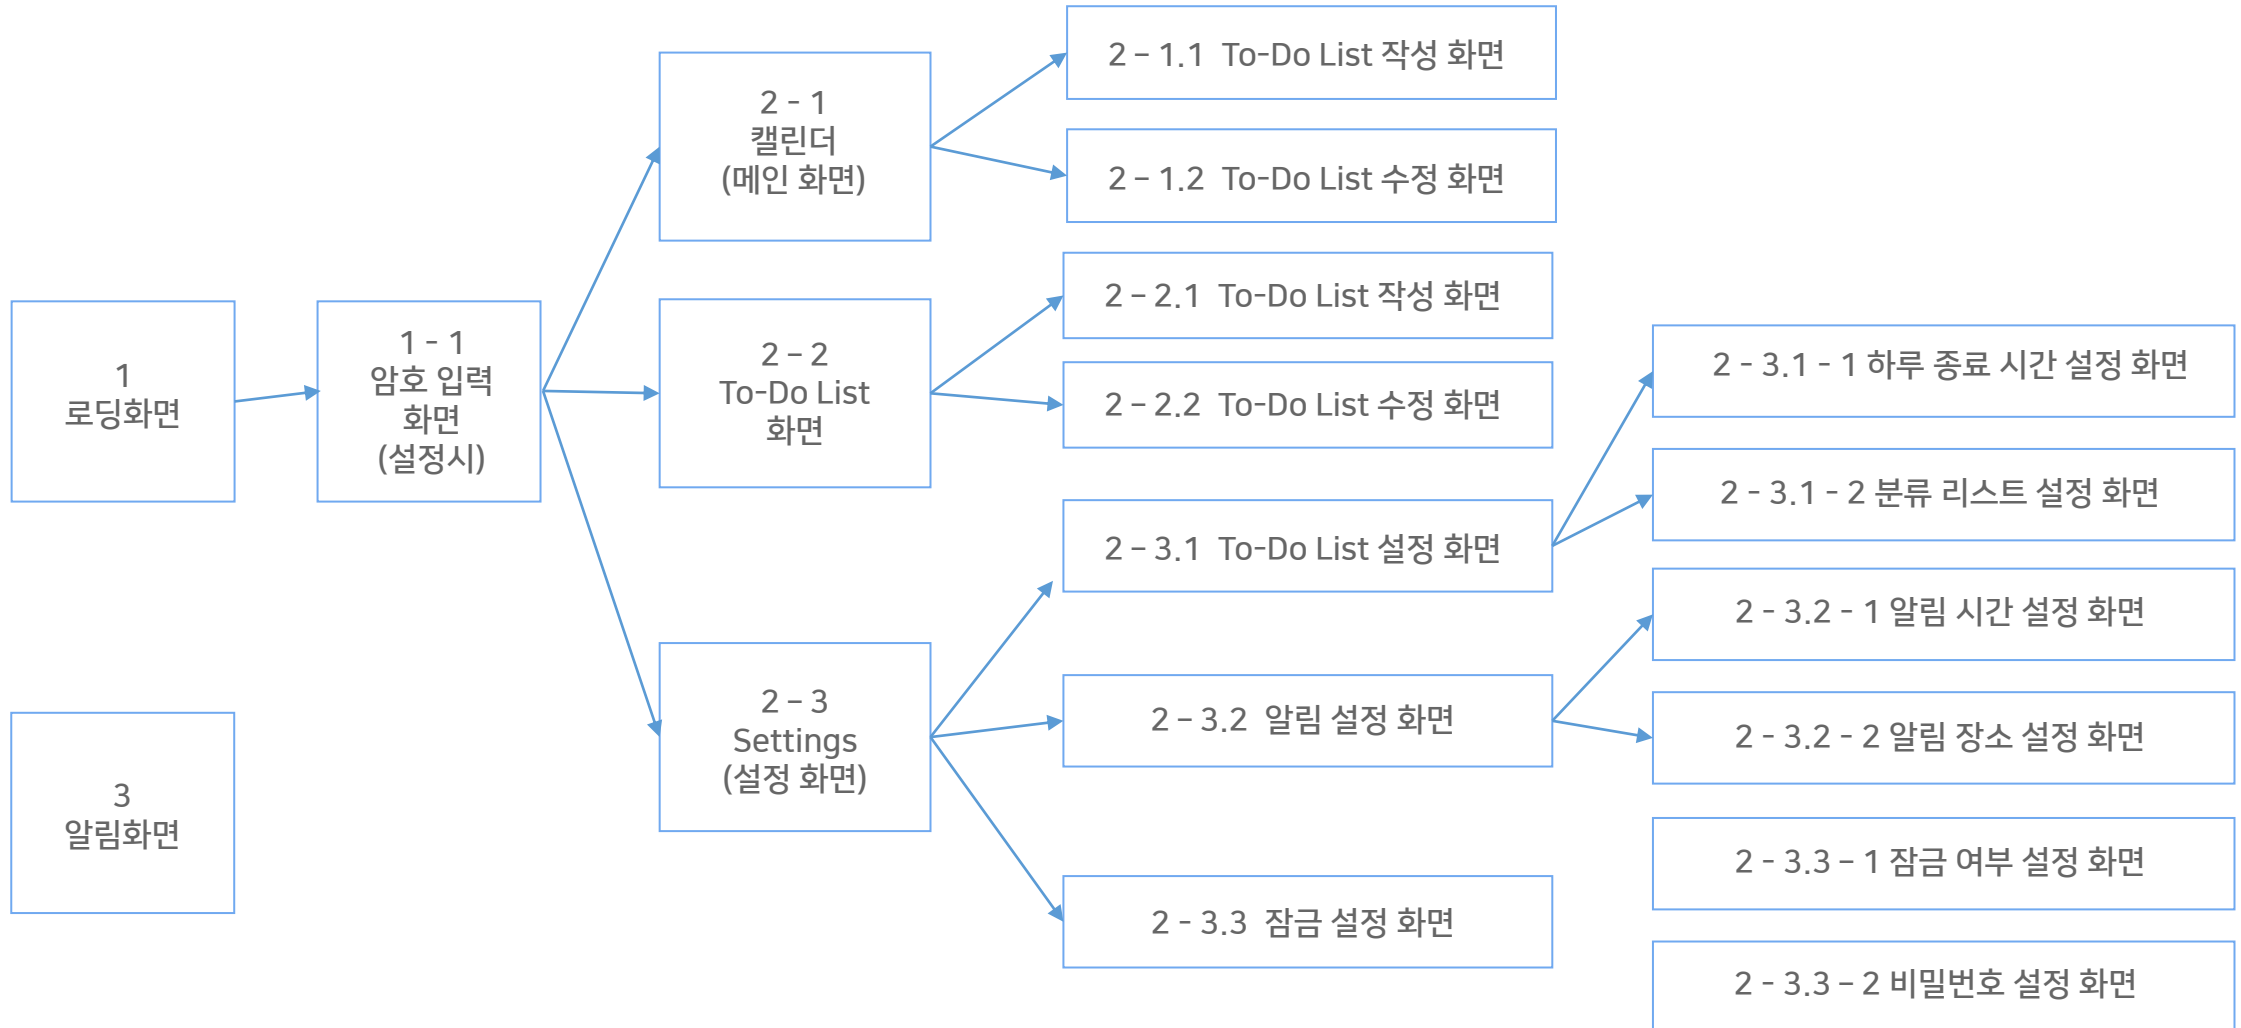 1
로딩화면
1 - 1
암호 입력
화면
(설정시)
2 - 1
캘린더
(메인 화면)
2 – 1.1 To-Do List 작성 화면
2 – 1.2 To-Do List 수정 화면
2 – 2
To-Do List
화면
2 – 2.1 To-Do List 작성 화면
2 – 2.2 To-Do List 수정 화면
2 – 3
Settings
(설정 화면)
2 – 3.1 To-Do List 설정 화면
2 - 3.1 - 1 하루 종료 시간 설정 화면
2 - 3.1 - 2 분류 리스트 설정 화면
2 – 3.2 알림 설정 화면
2 - 3.2 - 1 알림 시간 설정 화면
2 - 3.2 - 2 알림 장소 설정 화면
2 - 3.3 잠금 설정 화면
2 - 3.3 – 1 잠금 여부 설정 화면
2 - 3.3 – 2 비밀번호 설정 화면
3
알림화면